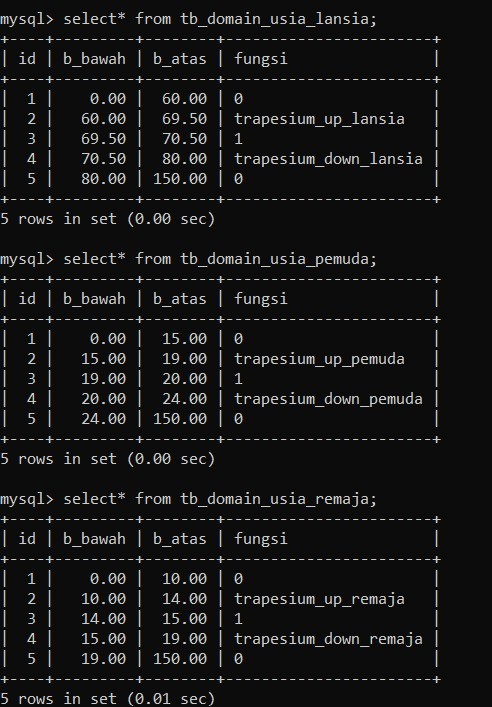 mysql> select* from tb_domain_usia_lansia;
+----+---------+--------+---------------------------+
| id | b_bawah | b_atas | fungsi                    |
+----+---------+--------+---------------------------+
|  1 |    0.00 |  60.00 | 0                         |
|  2 |   60.00 |  69.50 | trapesium_up_lansia       |
|  3 |   69.50 |  70.50 | 1                         |
|  4 |   70.50 |  80.00 | trapesium_down_lansia |
|  5 |   80.00 | 150.00 | 0                         |
+----+---------+--------+---------------------------+
5 rows in set (0.00 sec)
mysql> select* from tb_domain_usia_pemuda;
+----+---------+--------+---------------------------+
| id | b_bawah | b_atas | fungsi                    |
+----+---------+--------+---------------------------+
|  1 |    0.00 |  15.00 | 0                         |
|  2 |   15.00 |  19.00 | trapesium_up_pemuda       |
|  3 |   19.00 |  20.00 | 1                         |
|  4 |   20.00 |  24.00 | trapesium_down_pemuda |
|  5 |   24.00 | 150.00 | 0                         |
+----+---------+--------+---------------------------+
5 rows in set (0.00 sec)
mysql> select* from tb_domain_usia_remaja;
+----+---------+--------+---------------------------+
| id | b_bawah | b_atas | fungsi                    |
+----+---------+--------+---------------------------+
|  1 |    0.00 |  10.00 | 0                         |
|  2 |   10.00 |  14.00 | trapesium_up_remaja       |
|  3 |   14.00 |  15.00 | 1                         |
|  4 |   15.00 |  19.00 | trapesium_down_remaja |
|  5 |   19.00 | 150.00 | 0                         |
+----+---------+--------+---------------------------+
5 rows in set (0.01 sec)